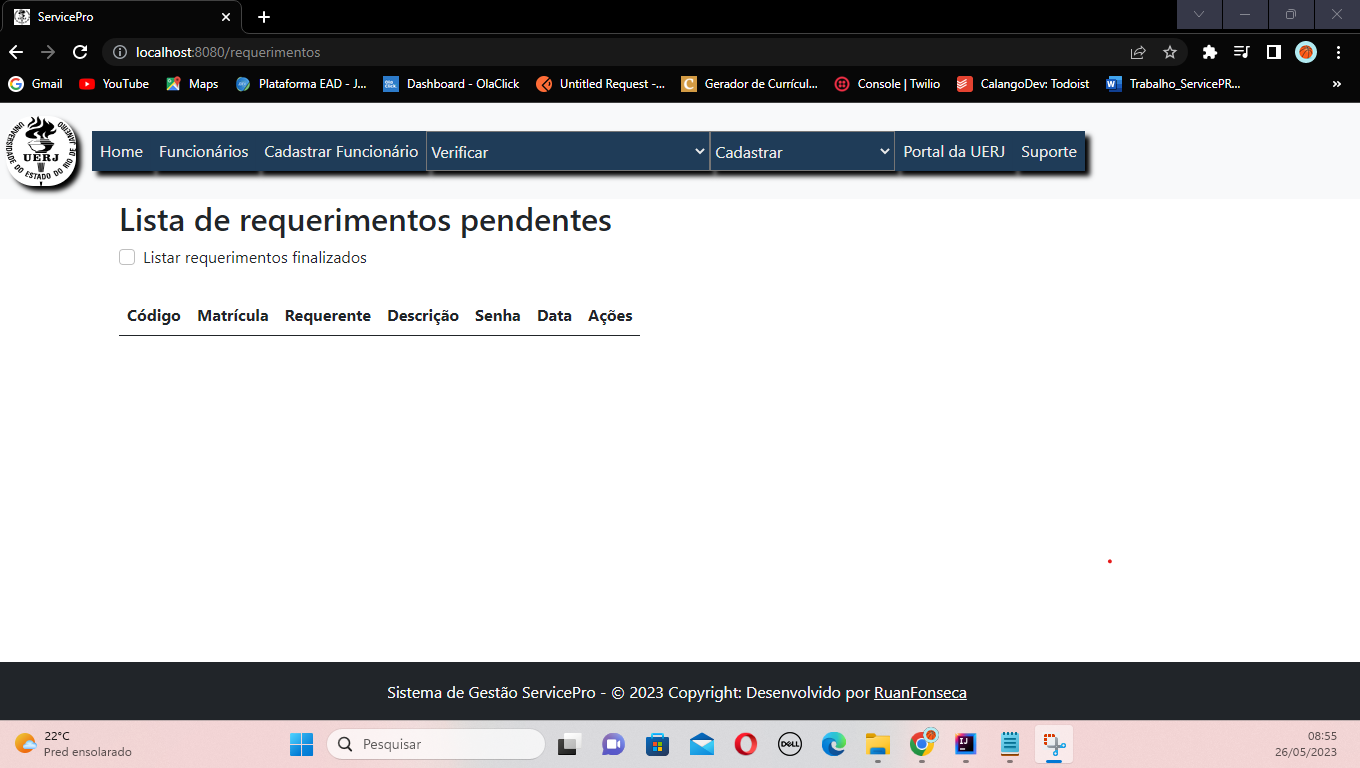 ServicePro
localhost:8080/requerimentos
Gmail YouTube Maps Plataforma EAD - J... Dashboard - OlaClick Untitled Request -... Gerador de Currícul... Console | Twilio CalangoDev: Todoist Trabalho_ServicePR... »
UNIVERSIDADE DO ESTADO DO RIO DE JANEIRO
UERJ
Home Funcionários Cadastrar Funcionário Verificar Cadastrar Portal da UERJ Suporte
Lista de requerimentos pendentes
Listar requerimentos finalizados
Código Matrícula Requerente Descrição Senha Data Ações
Sistema de Gestão ServicePro - © 2023 Copyright: Desenvolvido por RuanFonseca
22°C
Pred ensolarado
Pesquisar
DELL
IJ
08:55
26/05/2023